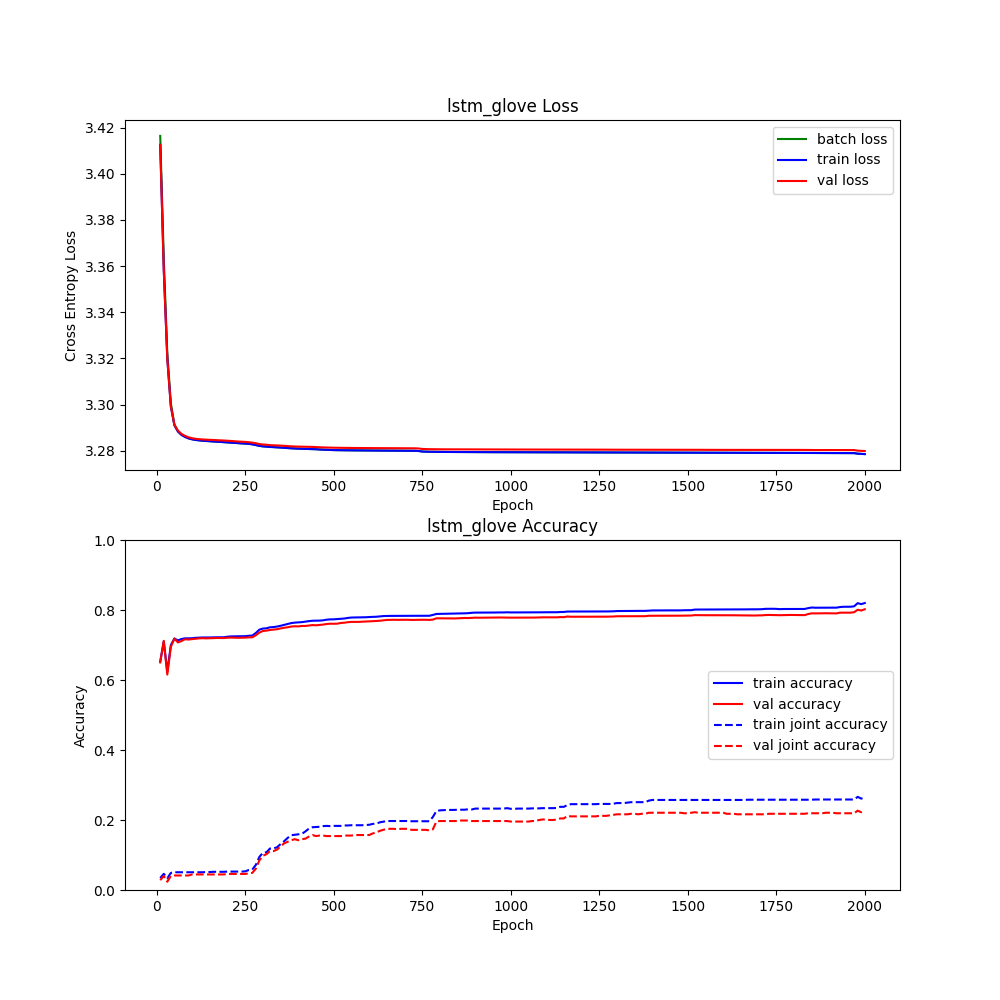 lstm_glove Loss
3.42
3.40
3.38
3.36
3.34
3.32
3.30
3.28
Cross Entropy Loss
batch loss
train loss
val loss
0 250 500 750 1000 1250 1500 1750 2000
Epoch
lstm_glove Accuracy
1.0
0.8
0.6
0.4
0.2
0.0
Accuracy
train accuracy
val accuracy
train joint accuracy
val joint accuracy
0 250 500 750 1000 1250 1500 1750 2000
Epoch